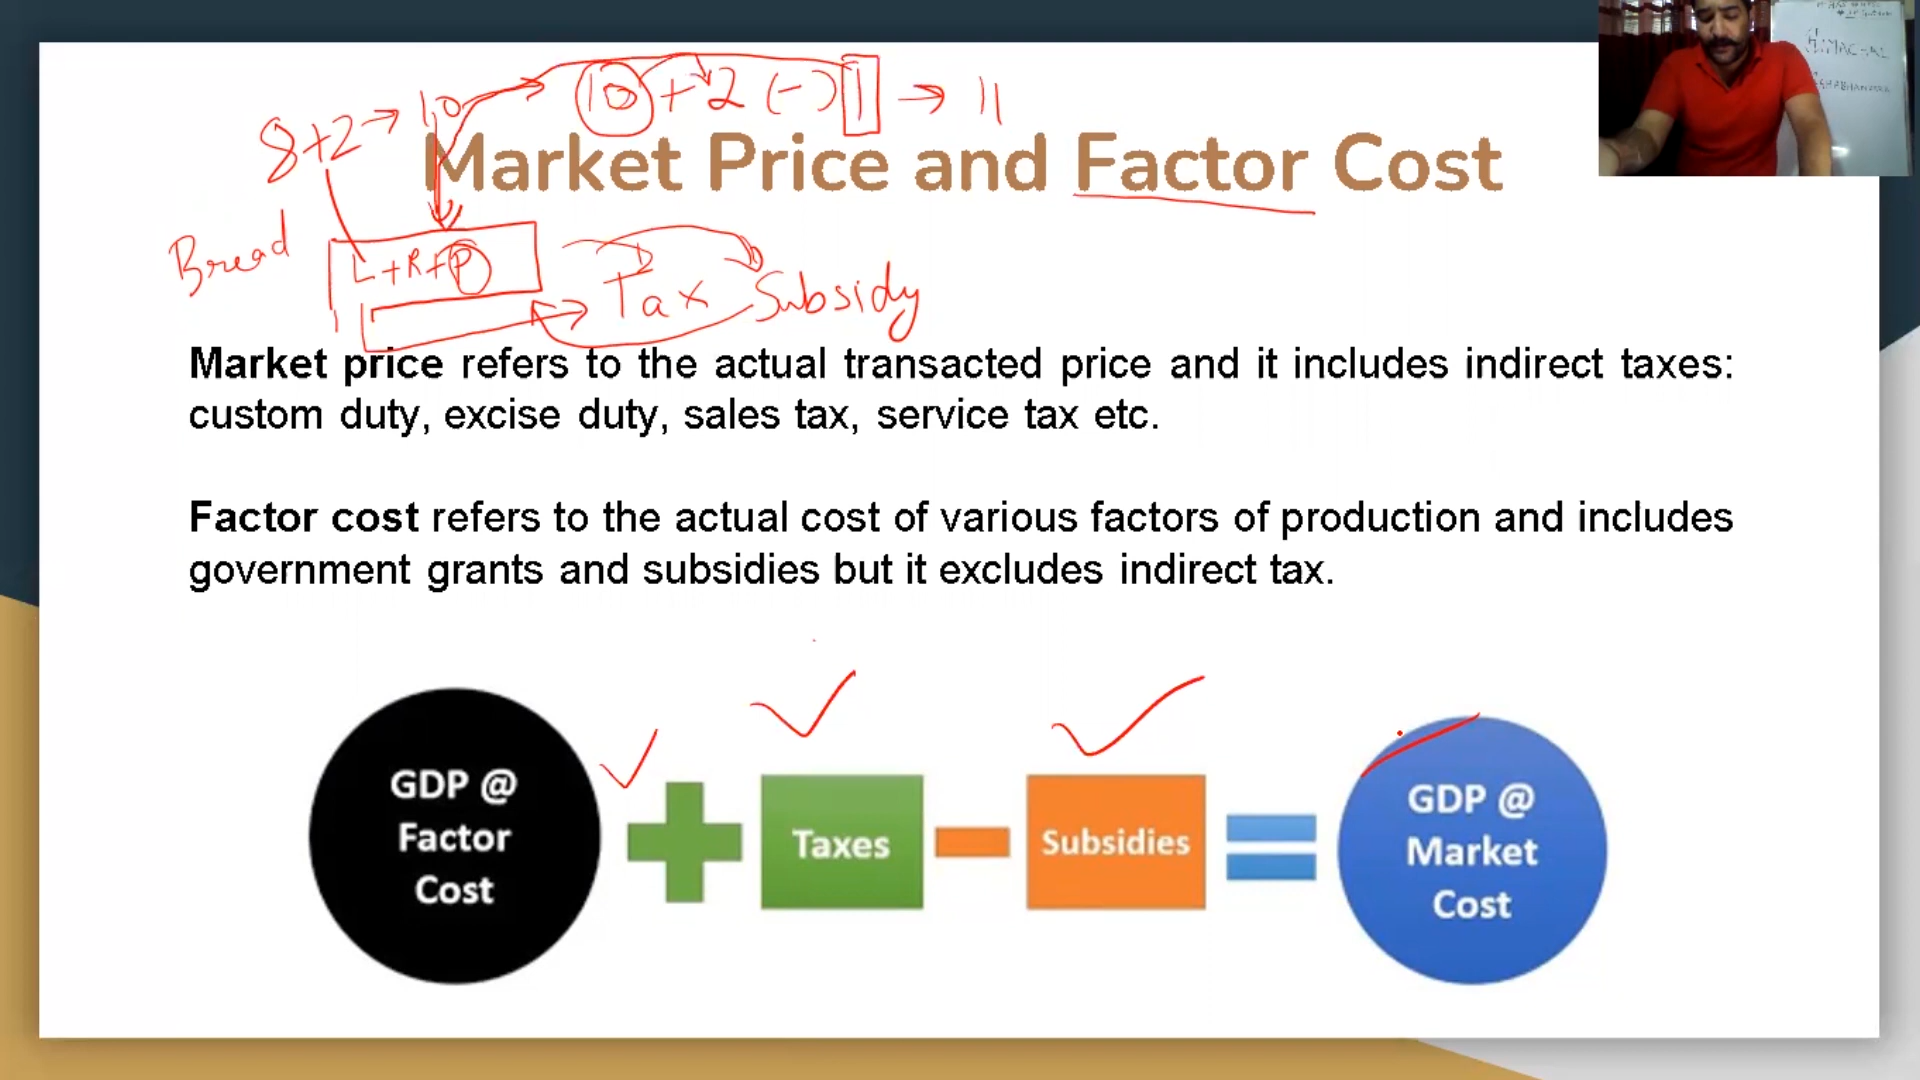 8+2→10 → 10+2(-)1 → 11
Market Price and Factor Cost
Bread
L+R+P
Tax Subsidy
Market price refers to the actual transacted price and it includes indirect taxes:
custom duty, excise duty, sales tax, service tax etc.
Factor cost refers to the actual cost of various factors of production and includes
government grants and subsidies but it excludes indirect tax.
GDP @
Factor
Cost
Taxes
Subsidies
GDP @
Market
Cost